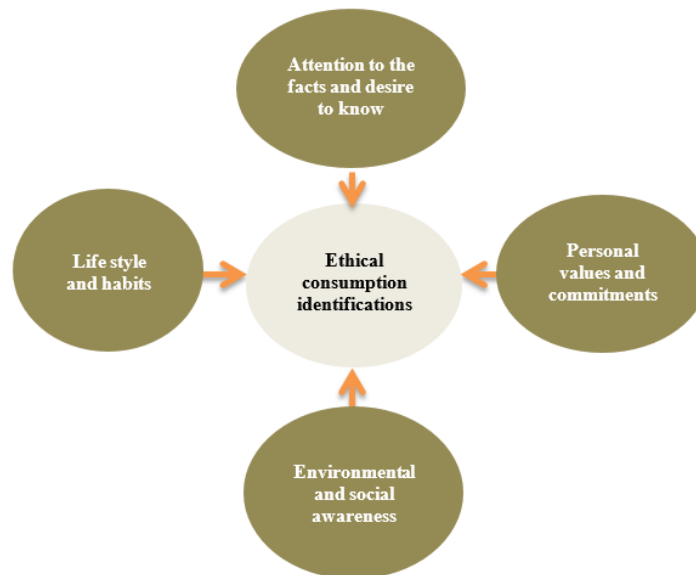 Attention to the
facts and desire
to know
Life style
and habits
Ethical
consumption
identifications
Personal
values and
commitments
Environmental
and social
awareness